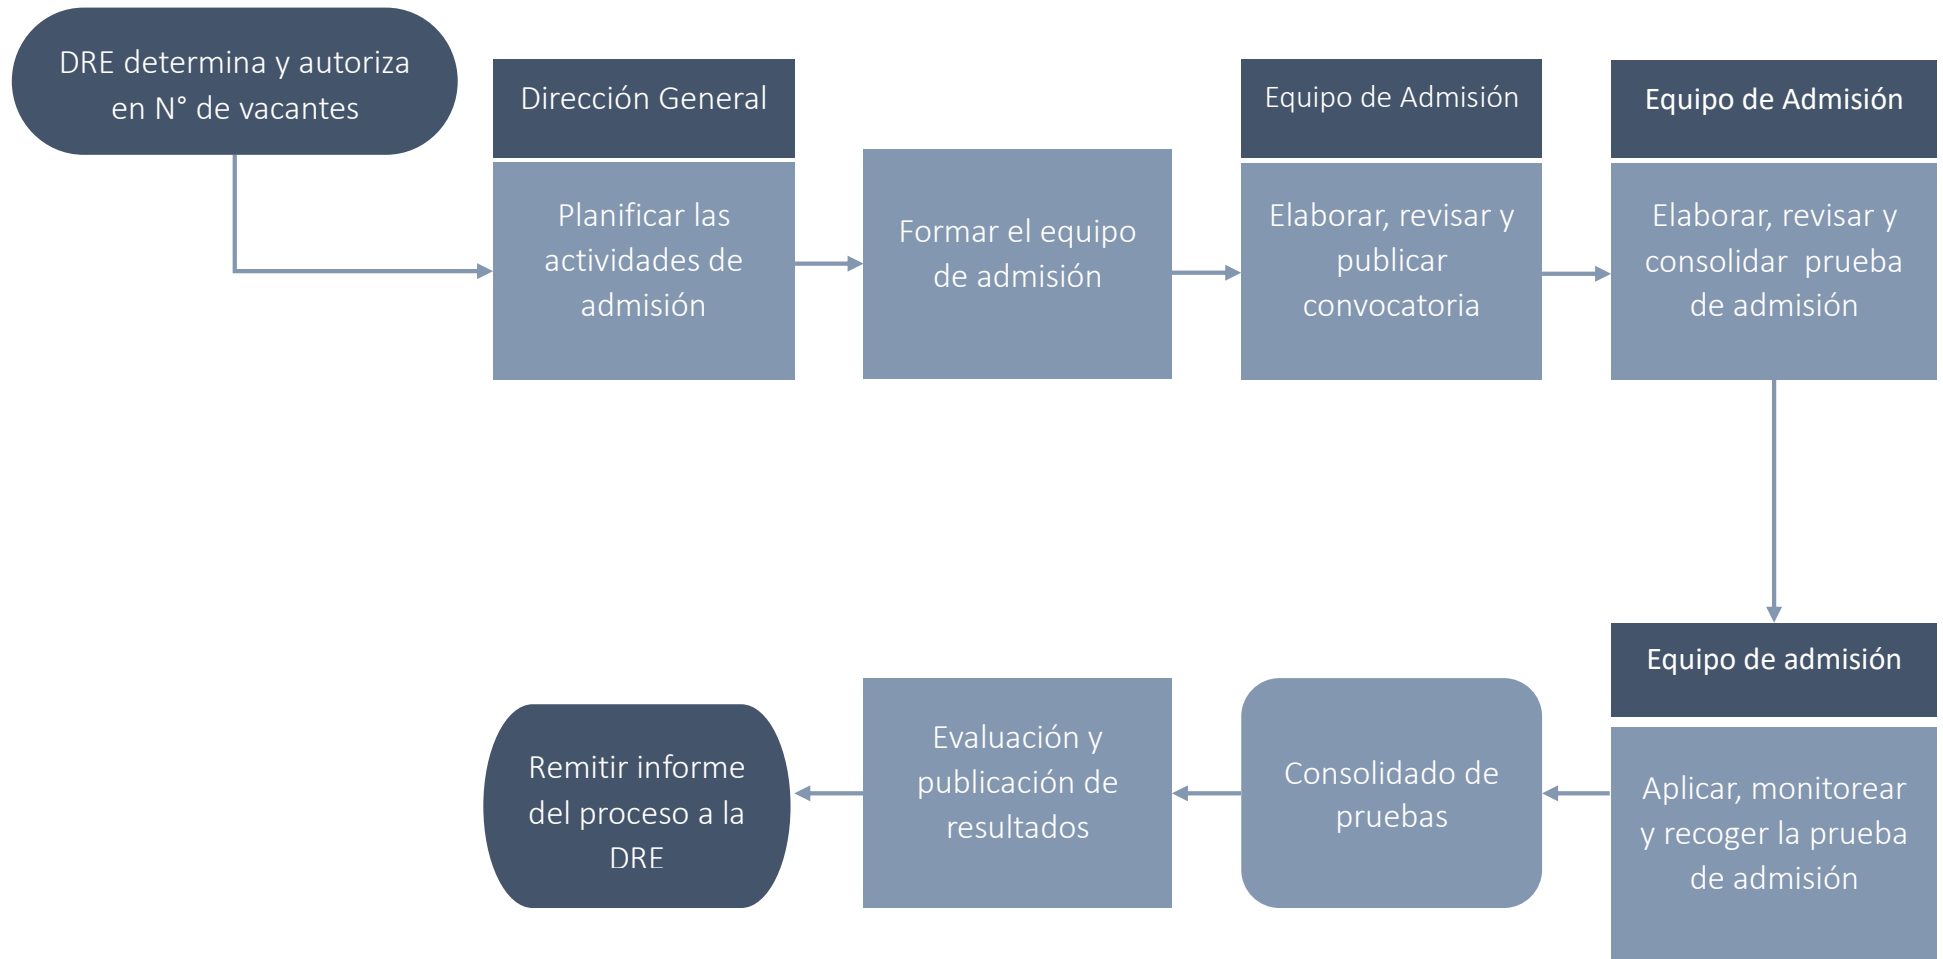 DRE determina y autoriza
en N° de vacantes
Dirección General
Planificar las
actividades de
admisión
Formar el equipo
de admisión
Equipo de Admisión
Elaborar, revisar y
publicar
convocatoria
Equipo de Admisión
Elaborar, revisar y
consolidar  prueba
de admisión
Equipo de admisión
Aplicar, monitorear
y recoger la prueba
de admisión
Consolidado de
pruebas
Evaluación y
publicación de
resultados
Remitir informe
del proceso a la
DRE